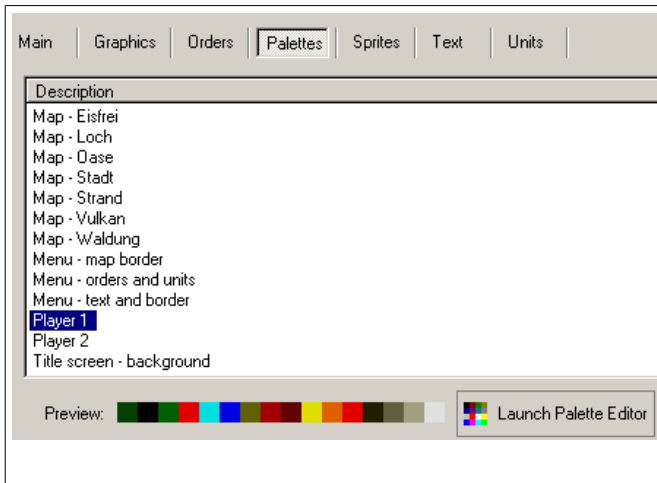 Main Graphics Orders Palettes Sprites Text Units
Description
Map - Eisfrei
Map - Loch
Map - Oase
Map - Stadt
Map - Strand
Map - Vulkan
Map - Waldung
Menu - map border
Menu - orders and units
Menu - text and border
Player 1
Player 2
Title screen - background
Preview: Launch Palette Editor